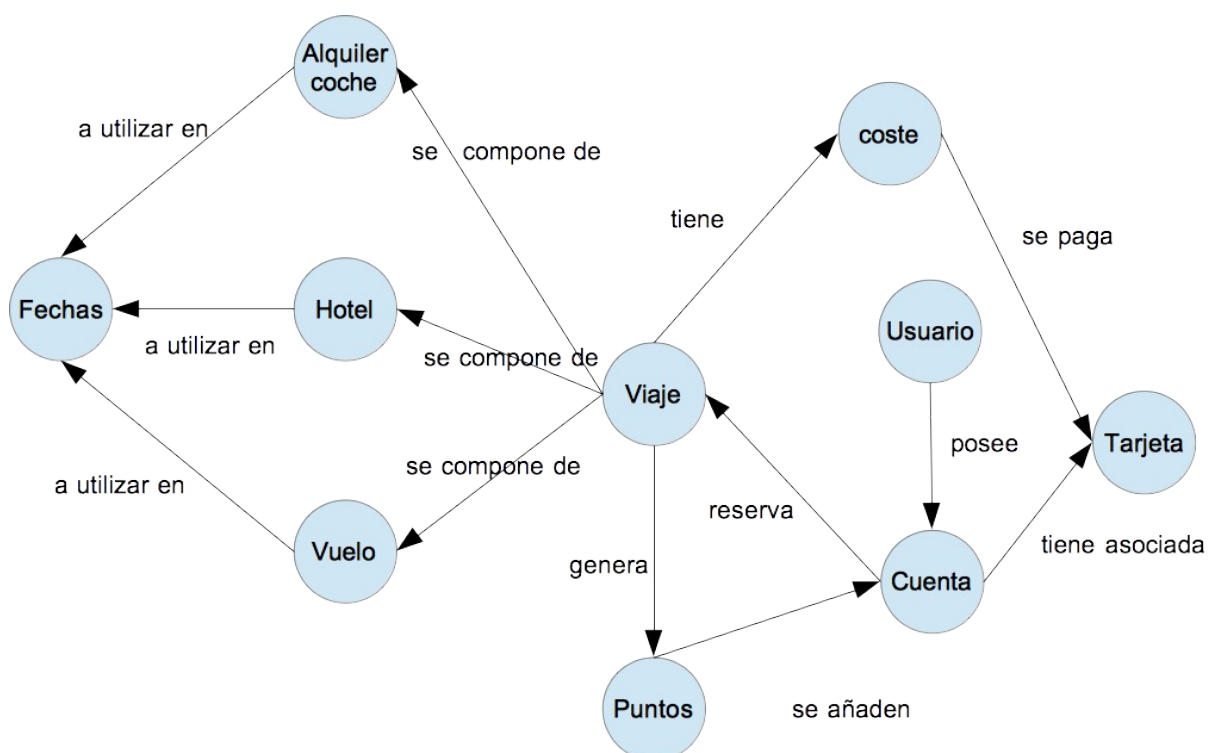 Alquiler
coche
a utilizar en
se compone de
coste
tiene
se paga
Fechas
Hotel
Usuario
a utilizar en
se compone de
Viaje
Tarjeta
posee
se compone de
a utilizar en
reserva
Vuelo
genera
tiene asociada
Cuenta
Puntos
se añaden